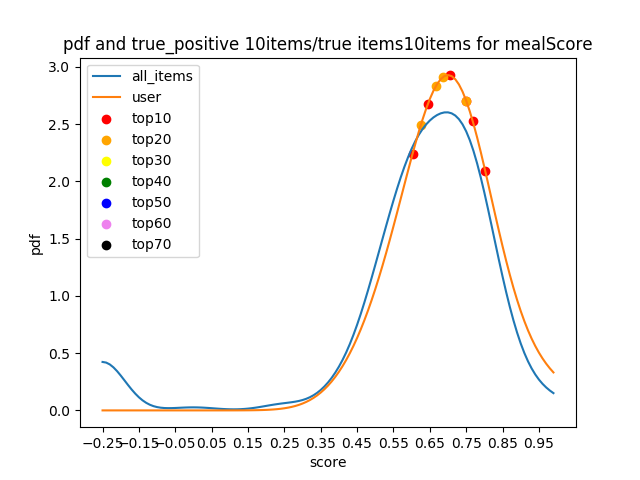 pdf and true_positive 10items/true items10items for mealScore
all_items
user
top10
top20
top30
top40
top50
top60
top70
3.0
2.5
2.0
1.5
1.0
0.5
0.0
pdf
−0.25 −0.15 −0.05 0.05 0.15 0.25 0.35 0.45 0.55 0.65 0.75 0.85 0.95
score